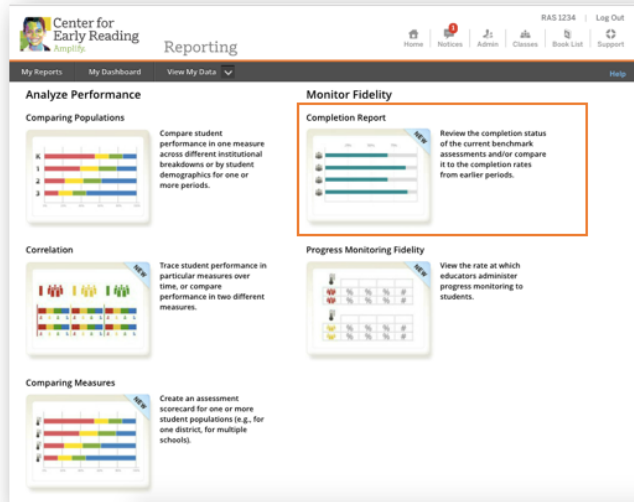 Center for
Early Reading
Amplify.
Reporting
RAS 1234 | Log Out
1
Home
Notices
Admin
Classes
Book List
Support
My Reports
My Dashboard
View My Data
Help
Analyze Performance
Comparing Populations
K
1
2
3
Compare student
performance in one measure
across different institutional
breakdowns or by student
demographics for one or
more periods.
Correlation
NEW
Trace student performance in
particular measures over
time, or compare
performance in two different
measures.
Comparing Measures
NEW
Create an assessment
scorecard for one or more
student populations (e.g., for
one district, for multiple
schools).
Monitor Fidelity
Completion Report
NEW
Review the completion status
of the current benchmark
assessments and/or compare
it to the completion rates
from earlier periods.
Progress Monitoring Fidelity
NEW
% % % #
% % % #
% % % #
% % % #
View the rate at which
educators administer
progress monitoring to
students.